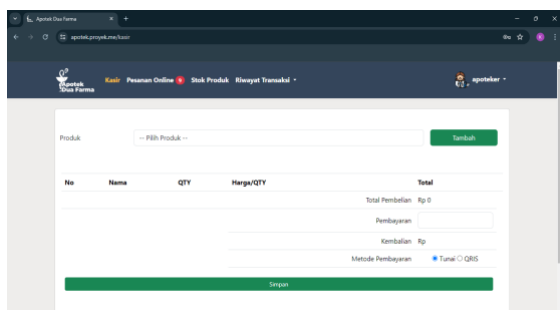 Apotek Dua Farma
apotek.proyek.me/kasir
Apotek
Dua Farma
Kasir Pesanan Online Stok Produk Riwayat Transaksi
apoteker
Produk
-- Pilih Produk --
Tambah
No Nama QTY Harga/QTY Total
Total Pembelian Rp 0
Pembayaran
Kembalian Rp
Metode Pembayaran Tunai QRIS
Simpan